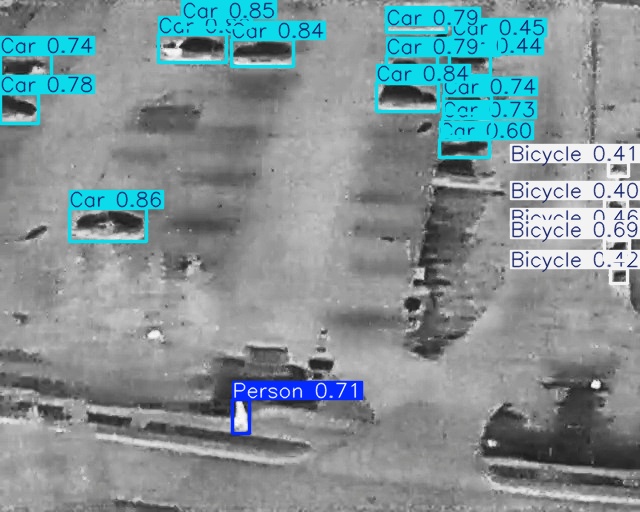 Car 0.85
Car 0.84
Car 0.79
Car 0.45
Car 0.74
Car 0.79
0.44
Car 0.78
Car 0.84
Car 0.74
Car 0.73
Car 0.60
Bicycle 0.41
Bicycle 0.40
Car 0.86
Bicycle 0.46
Bicycle 0.69
Bicycle 0.42
Person 0.71